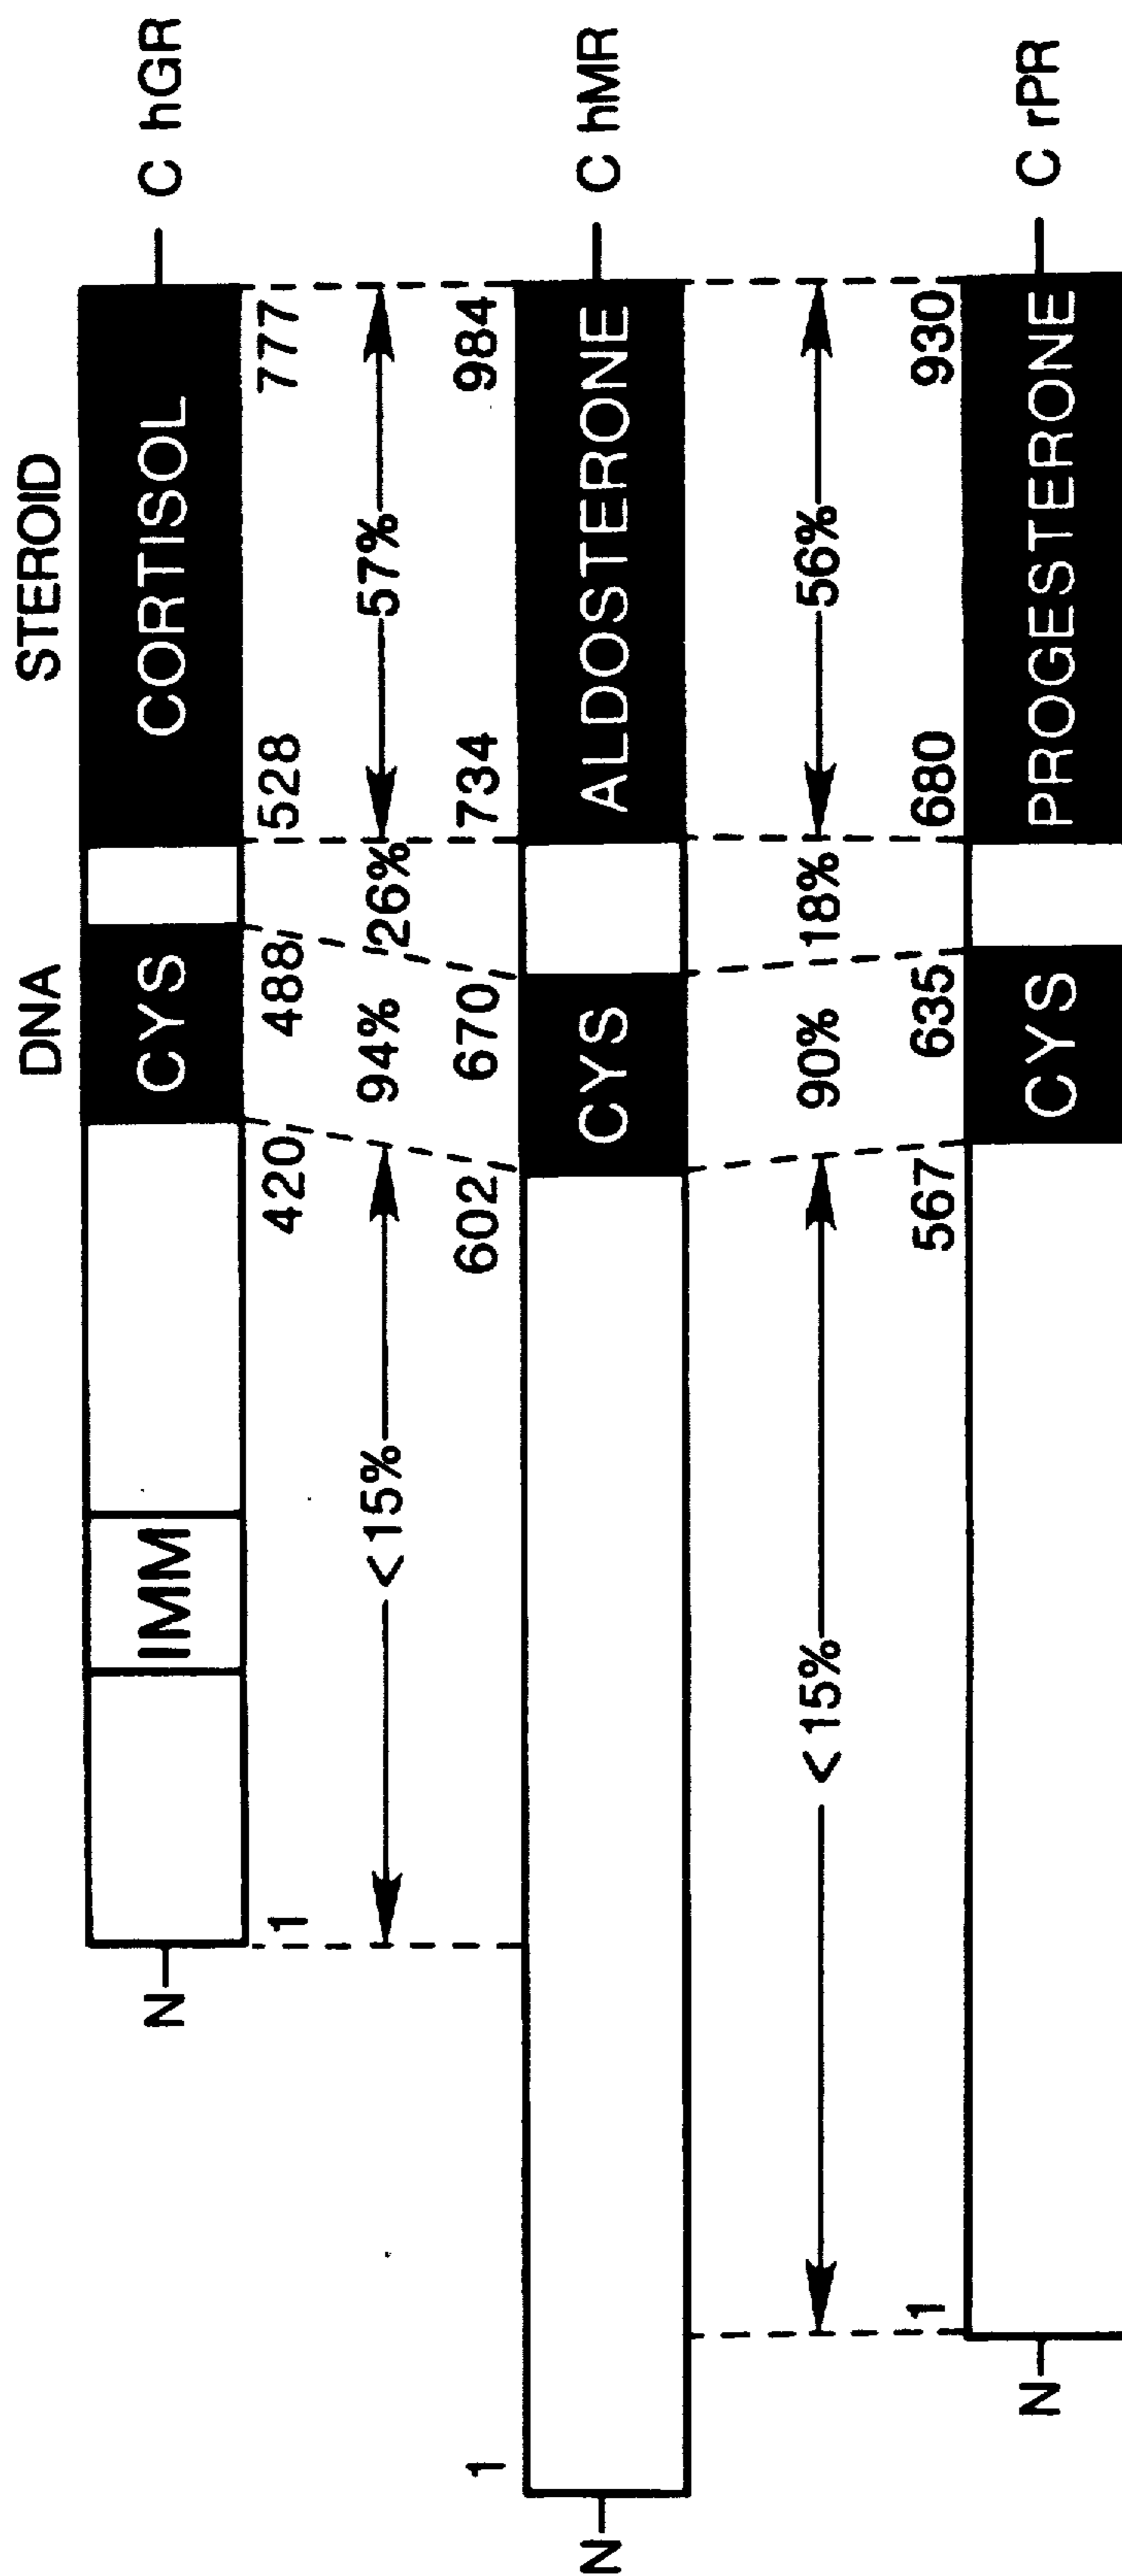 DNA STEROID
N IMM CYS CORTISOL C hGR
1 420 488 528 777
<15% 94% 26% 57%
1 602 670 734 984
N CYS ALDOSTERONE C hMR
<15% 90% 18% 56%
1 567 635 680 930
N CYS PROGESTERONE C rPR